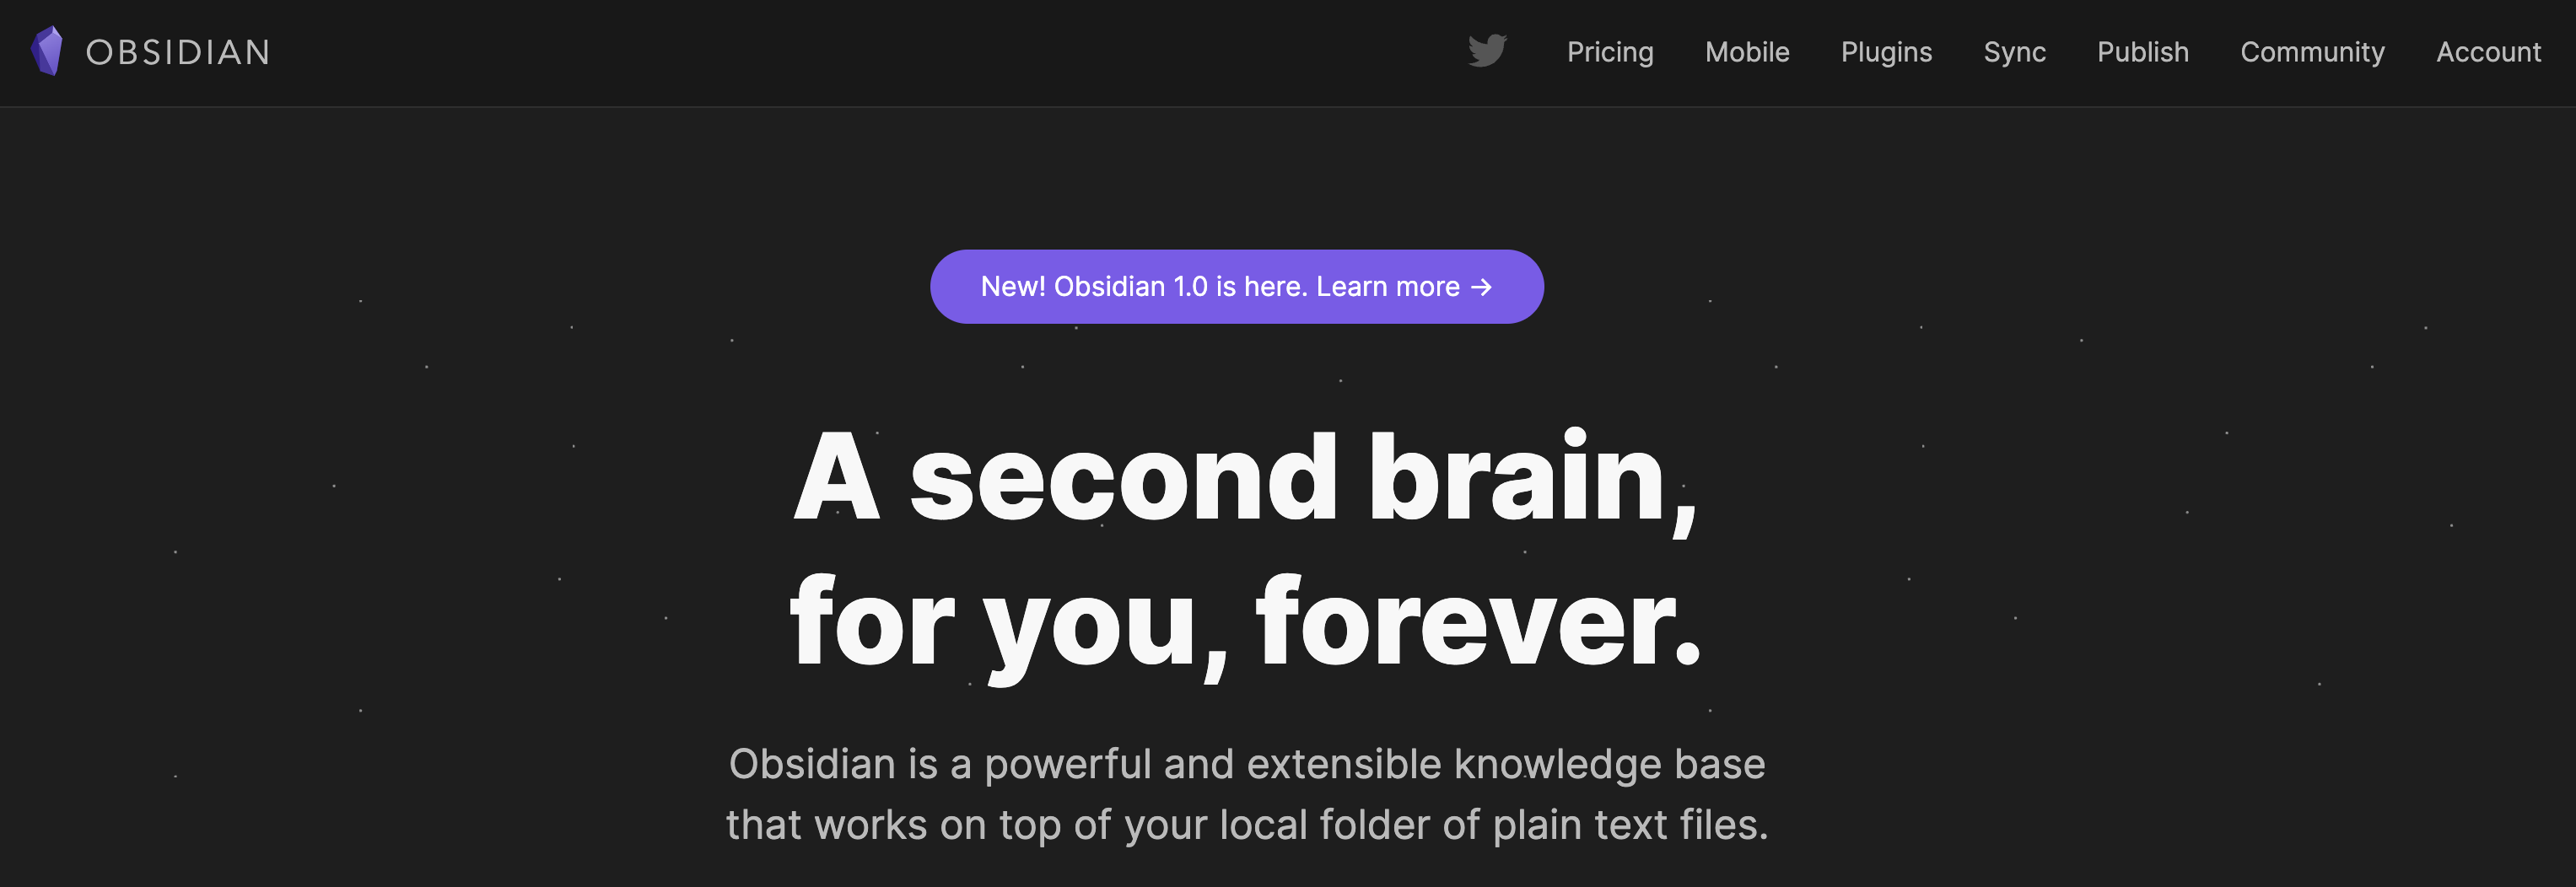 OBSIDIAN
Pricing Mobile Plugins Sync Publish Community Account
New! Obsidian 1.0 is here. Learn more →
A second brain,
for you, forever.
Obsidian is a powerful and extensible knowledge base
that works on top of your local folder of plain text files.